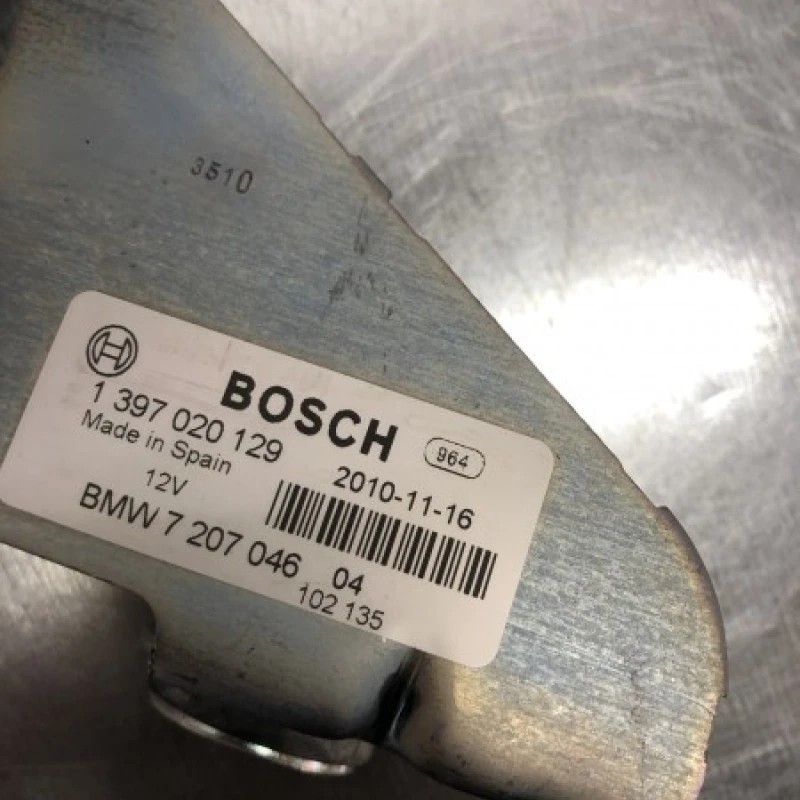 3510
BOSCH
964
1 397 020 129
Made in Spain
2010-11-16
12V
BMW 7 207 046 04
102 135